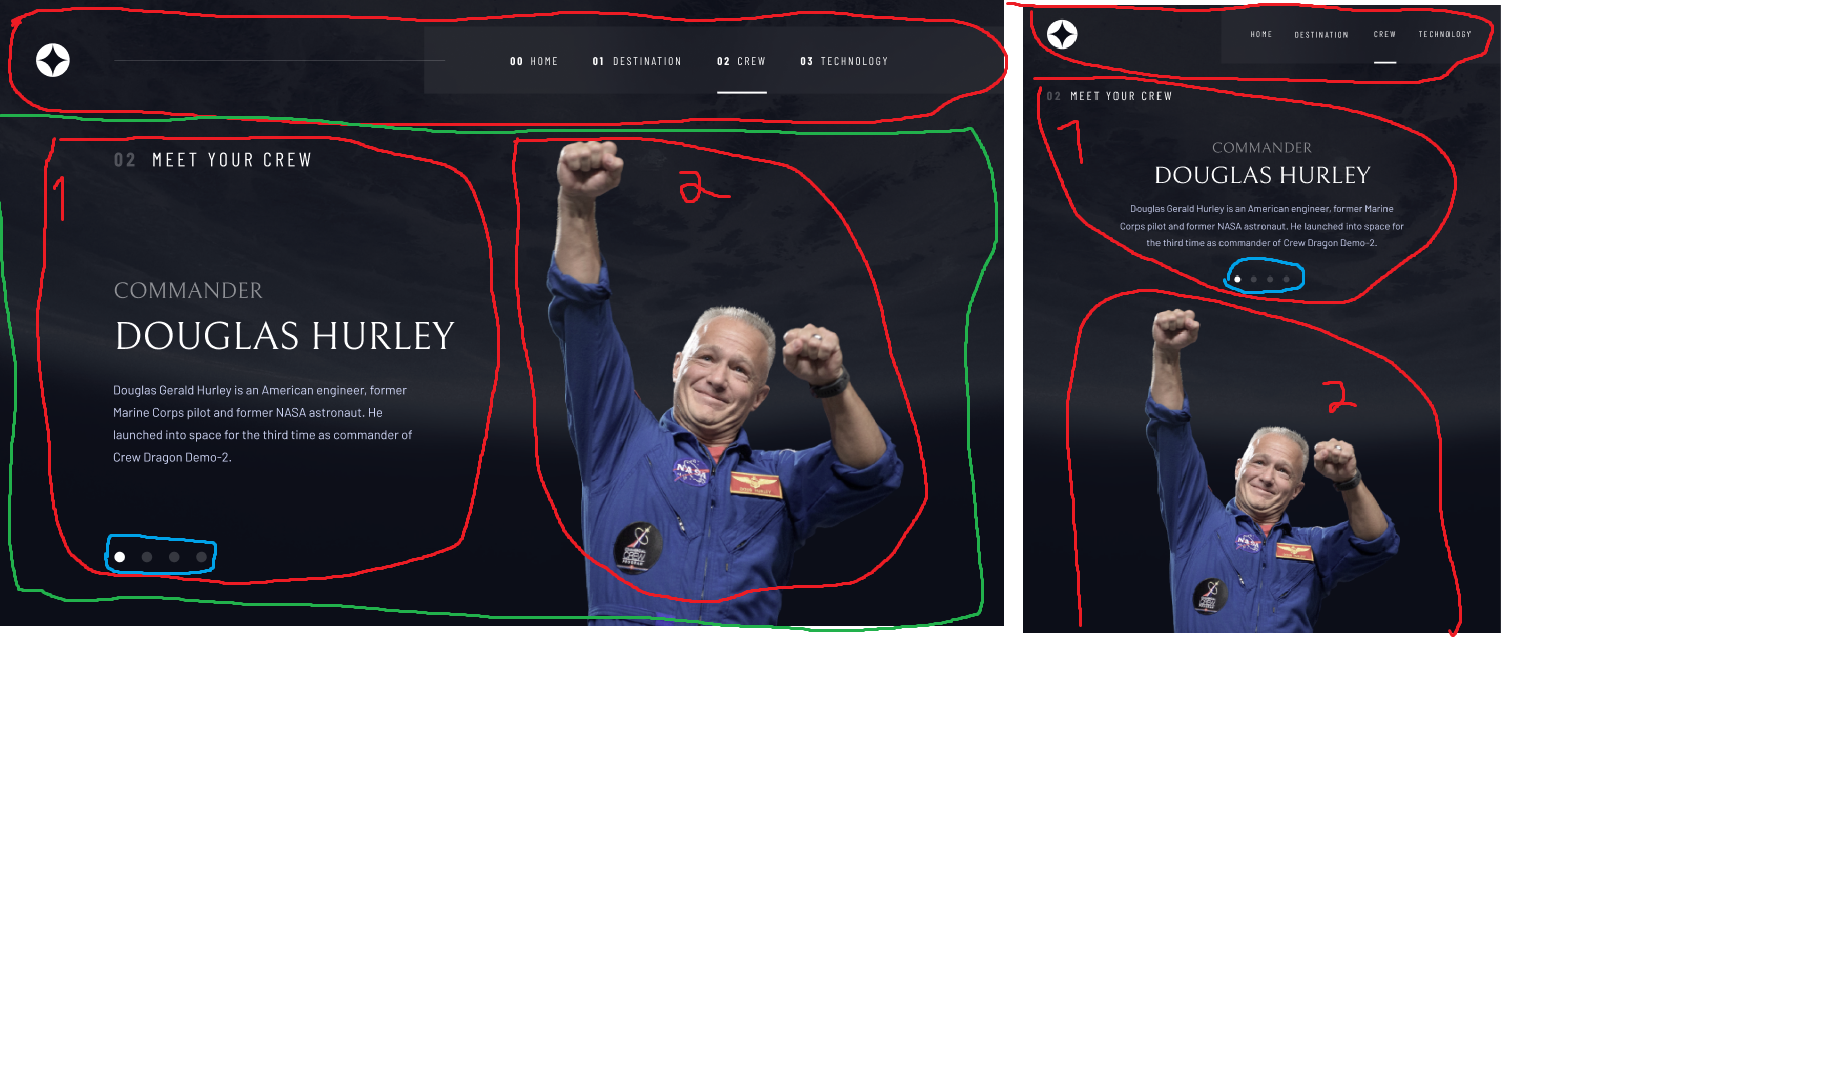 00 HOME 01 DESTINATION 02 CREW 03 TECHNOLOGY
02 MEET YOUR CREW
1
2
COMMANDER
DOUGLAS HURLEY
Douglas Gerald Hurley is an American engineer, former
Marine Corps pilot and former NASA astronaut. He
launched into space for the third time as commander of
Crew Dragon Demo-2.
NASA
HOME DESTINATION CREW TECHNOLOGY
02 MEET YOUR CREW
1
COMMANDER
DOUGLAS HURLEY
Douglas Gerald Hurley is an American engineer, former Marine
Corps pilot and former NASA astronaut. He launched into space for
the third time as commander of Crew Dragon Demo-2.
2
NASA